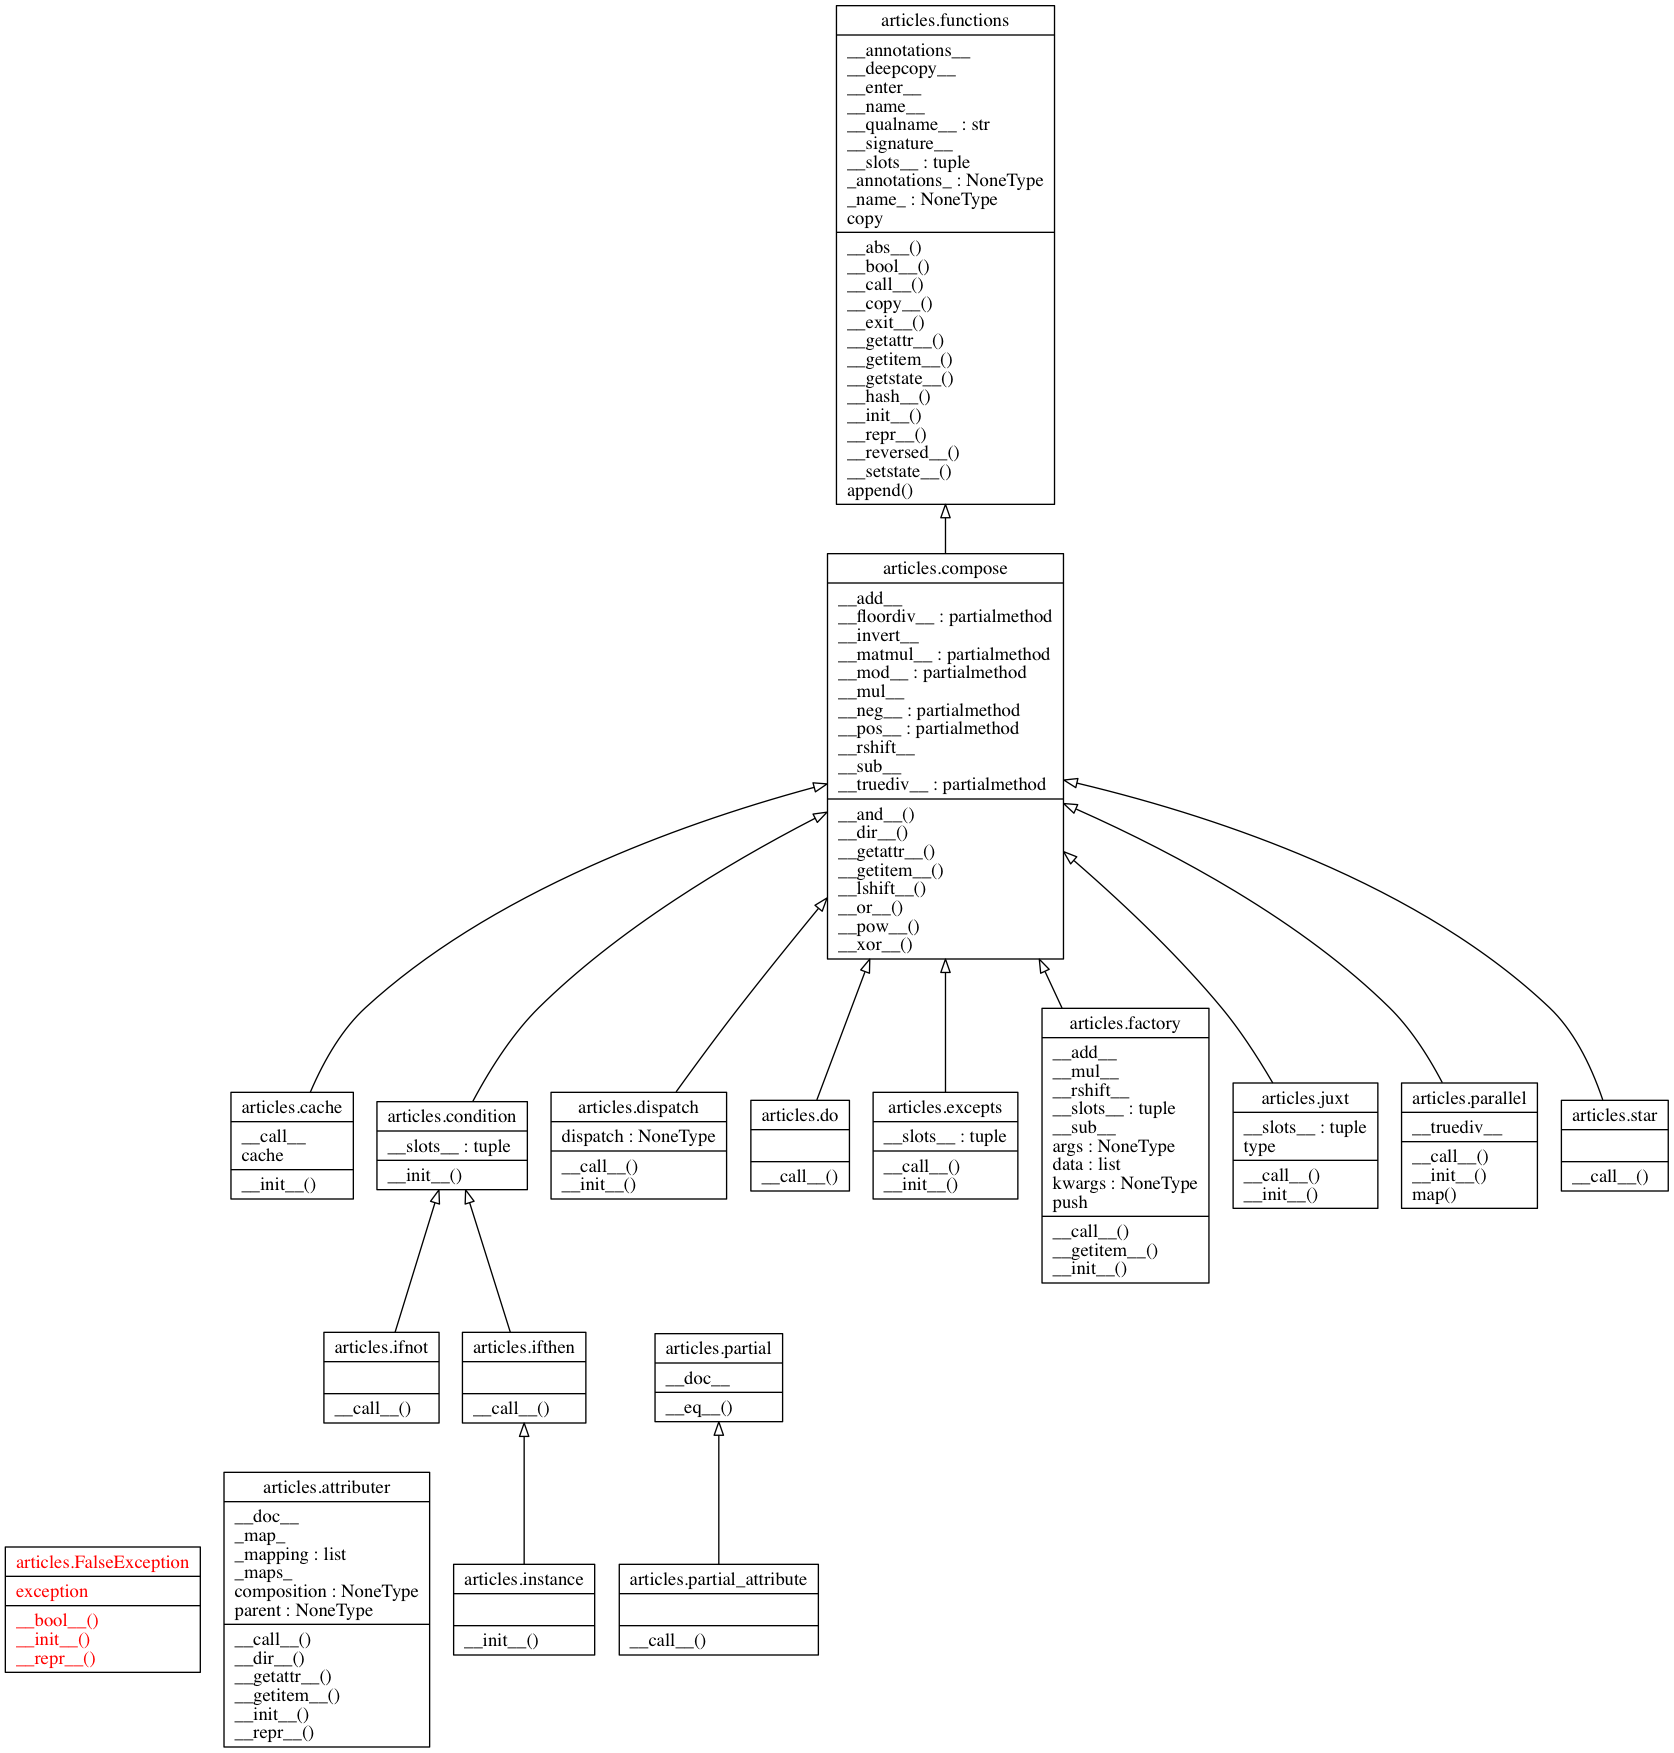 articles.functions
__annotations__
__deepcopy__
__enter__
__name__
__qualname__ : str
__signature__
__slots__ : tuple
_annotations_ : NoneType
_name_ : NoneType
copy
__abs__()
__bool__()
__call__()
__copy__()
__exit__()
__getattr__()
__getitem__()
__getstate__()
__hash__()
__init__()
__repr__()
__reversed__()
__setstate__()
append()
articles.compose
__add__
__floordiv__ : partialmethod
__invert__
__matmul__ : partialmethod
__mod__ : partialmethod
__mul__
__neg__ : partialmethod
__pos__ : partialmethod
__rshift__
__sub__
__truediv__ : partialmethod
__and__()
__dir__()
__getattr__()
__getitem__()
__lshift__()
__or__()
__pow__()
__xor__()
articles.cache
__call__
cache
__init__()
articles.condition
__slots__ : tuple
__init__()
articles.dispatch
dispatch : NoneType
__call__()
__init__()
articles.do
__call__()
articles.excepts
__slots__ : tuple
__call__()
__init__()
articles.factory
__add__
__mul__
__rshift__
__slots__ : tuple
__sub__
args : NoneType
data : list
kwargs : NoneType
push
__call__()
__getitem__()
__init__()
articles.juxt
__slots__ : tuple
type
__call__()
__init__()
articles.parallel
__truediv__
__call__()
__init__()
map()
articles.star
__call__()
articles.ifnot
__call__()
articles.ifthen
__call__()
articles.partial
__doc__
__eq__()
articles.FalseException
exception
__bool__()
__init__()
__repr__()
articles.attributer
__doc__
_map_
_mapping : list
_maps_
composition : NoneType
parent : NoneType
__call__()
__dir__()
__getattr__()
__getitem__()
__init__()
__repr__()
articles.instance
__init__()
articles.partial_attribute
__call__()